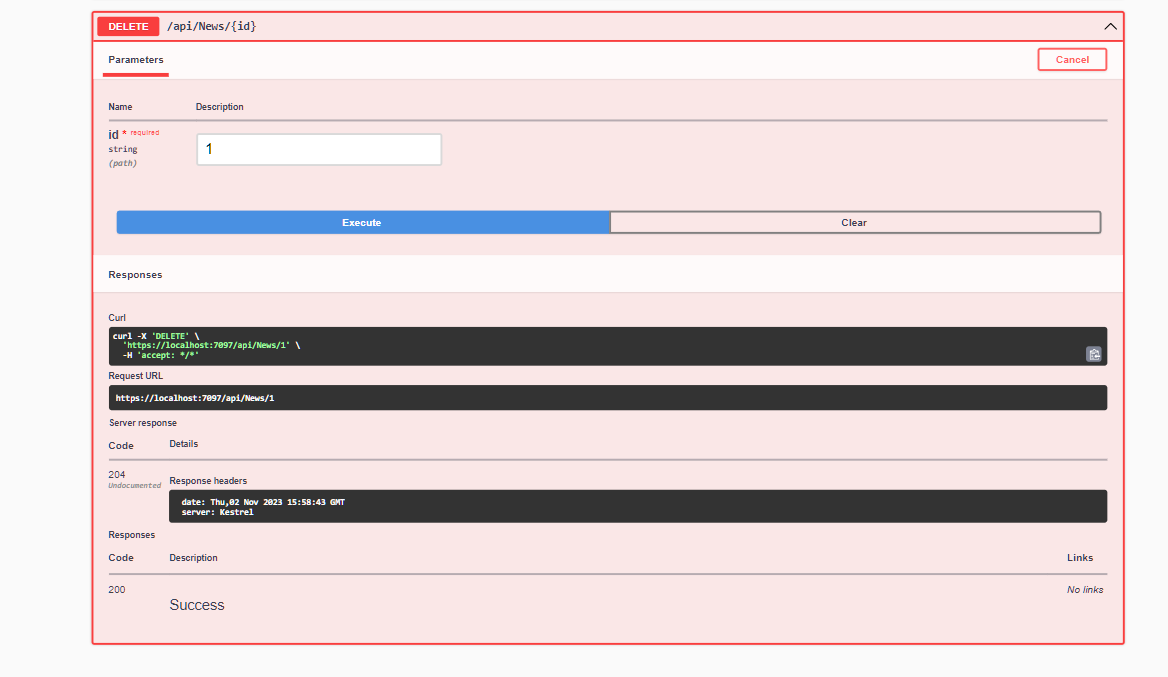 DELETE /api/News/{id}
Parameters
Cancel
Name Description
id * required
string
(path)
1
Execute Clear
Responses
Curl
curl -X 'DELETE' \
'https://localhost:7097/api/News/1' \
-H 'accept: */*'
Request URL
https://localhost:7097/api/News/1
Server response
Code Details
204
Undocumented
Response headers
date: Thu,02 Nov 2023 15:58:43 GMT
server: Kestrel
Responses
Code Description Links
200 No links
Success